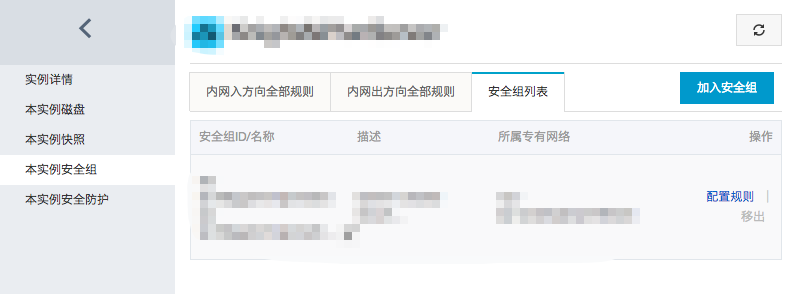 实例详情
本实例磁盘
本实例快照
本实例安全组
本实例安全防护
内网入方向全部规则 内网出方向全部规则 安全组列表 加入安全组
安全组ID/名称 描述 所属专有网络 操作
配置规则 |
移出